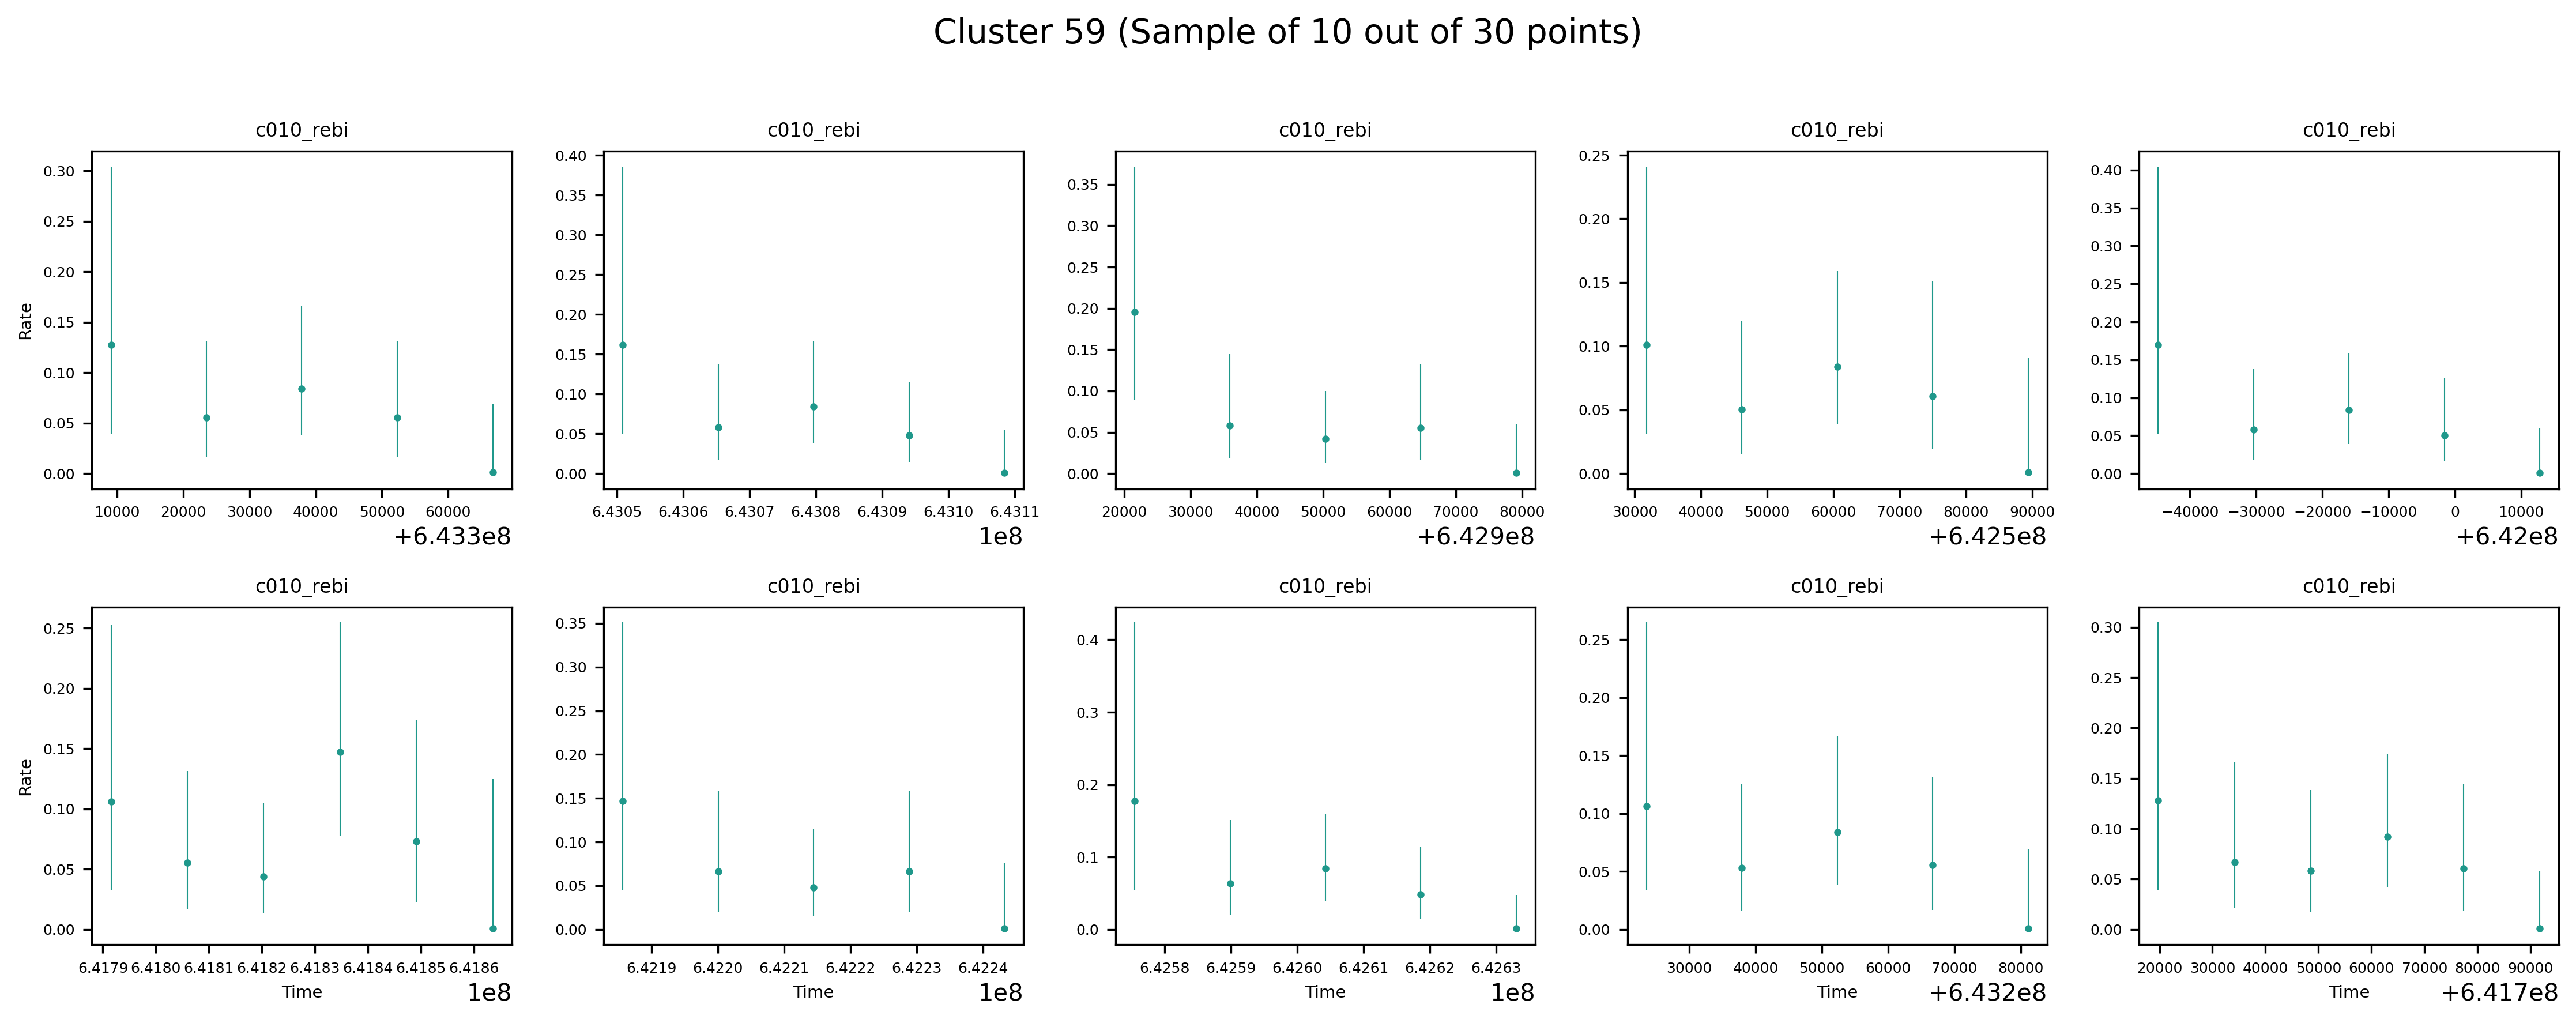 Cluster 59 (Sample of 10 out of 30 points)
c010_rebi c010_rebi c010_rebi c010_rebi c010_rebi
Rate
0.30 0.25 0.20 0.15 0.10 0.05 0.00
10000 20000 30000 40000 50000 60000
+6.433e8
0.40 0.35 0.30 0.25 0.20 0.15 0.10 0.05 0.00
6.4305 6.4306 6.4307 6.4308 6.4309 6.4310 6.4311
1e8
0.35 0.30 0.25 0.20 0.15 0.10 0.05 0.00
20000 30000 40000 50000 60000 70000 80000
+6.429e8
0.25 0.20 0.15 0.10 0.05 0.00
30000 40000 50000 60000 70000 80000 90000
+6.425e8
0.40 0.35 0.30 0.25 0.20 0.15 0.10 0.05 0.00
−40000 −30000 −20000 −10000 0 10000
+6.42e8
c010_rebi c010_rebi c010_rebi c010_rebi c010_rebi
Rate
0.25 0.20 0.15 0.10 0.05 0.00
6.4179 6.4180 6.4181 6.4182 6.4183 6.4184 6.4185 6.4186
Time 1e8
0.35 0.30 0.25 0.20 0.15 0.10 0.05 0.00
6.4219 6.4220 6.4221 6.4222 6.4223 6.4224
Time 1e8
0.4 0.3 0.2 0.1 0.0
6.4258 6.4259 6.4260 6.4261 6.4262 6.4263
Time 1e8
0.25 0.20 0.15 0.10 0.05 0.00
30000 40000 50000 60000 70000 80000
Time +6.432e8
0.30 0.25 0.20 0.15 0.10 0.05 0.00
20000 30000 40000 50000 60000 70000 80000 90000
Time +6.417e8